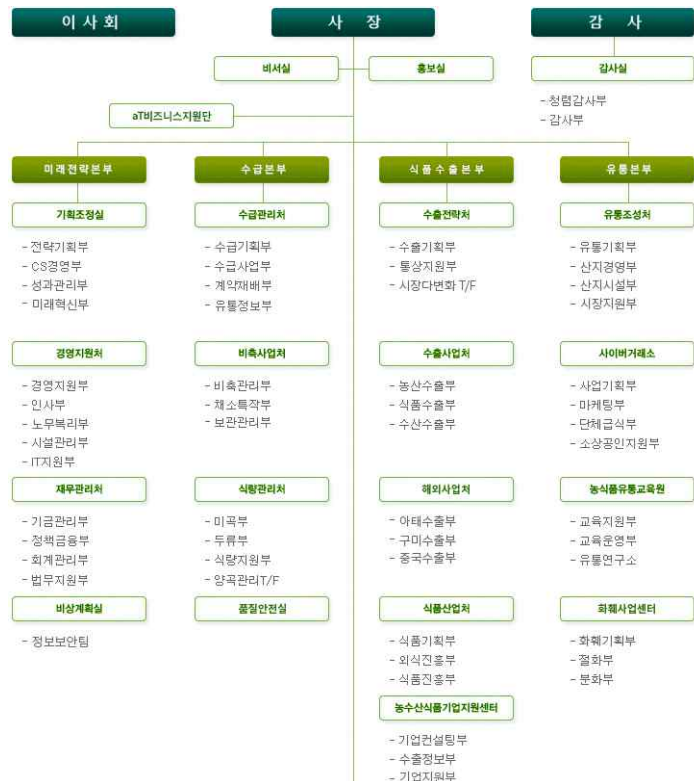 이 사 회
사 장
감 사
비서실
홍보실
감사실
- 청렴감사부
- 감사부
aT비즈니스지원단
미래전략본부
기획조정실
- 전략기획부
- CS경영부
- 성과관리부
- 미래혁신부
경영지원처
- 경영지원부
- 인사부
- 노무복리부
- 시설관리부
- IT지원부
재무관리처
- 기금관리부
- 정책금융부
- 회계관리부
- 법무지원부
비상계획실
- 정보보안팀
수급본부
수급관리처
- 수급기획부
- 수급사업부
- 계약재배부
- 유통정보부
비축사업처
- 비축관리부
- 채소특작부
- 보관관리부
식량관리처
- 미곡부
- 두류부
- 식량지원부
- 양곡관리T/F
품질안전실
식품수출본부
수출전략처
- 수출기획부
- 통상지원부
- 시장다변화 T/F
수출사업처
- 농산수출부
- 식품수출부
- 수산수출부
해외사업처
- 아태수출부
- 구미수출부
- 중국수출부
식품산업처
- 식품기획부
- 외식진흥부
- 식품진흥부
농수산식품기업지원센터
- 기업컨설팅부
- 수출정보부
- 기업지원부
유통본부
유통조성처
- 유통기획부
- 산지경영부
- 산지시설부
- 시장지원부
사이버거래소
- 사업기획부
- 마케팅부
- 단체급식부
- 소상공인지원부
농식품유통교육원
- 교육지원부
- 교육운영부
- 유통연구소
화훼사업센터
- 화훼기획부
- 절화부
- 분화부